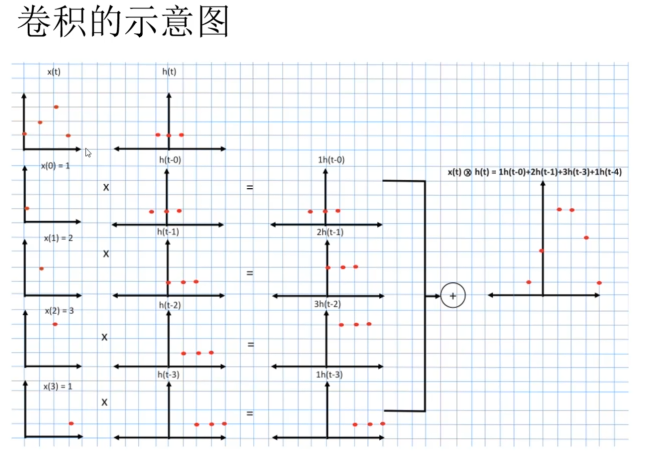 卷积的示意图
x(t) h(t)
x(0) = 1 h(t-0) 1h(t-0)
x = 
x(t) ⊗ h(t) = 1h(t-0)+2h(t-1)+3h(t-3)+1h(t-4)
x(1) = 2 h(t-1) 2h(t-1)
x =
x(2) = 3 h(t-2) 3h(t-2)
+
x =
x(3) = 1 h(t-3) 1h(t-3)
x =